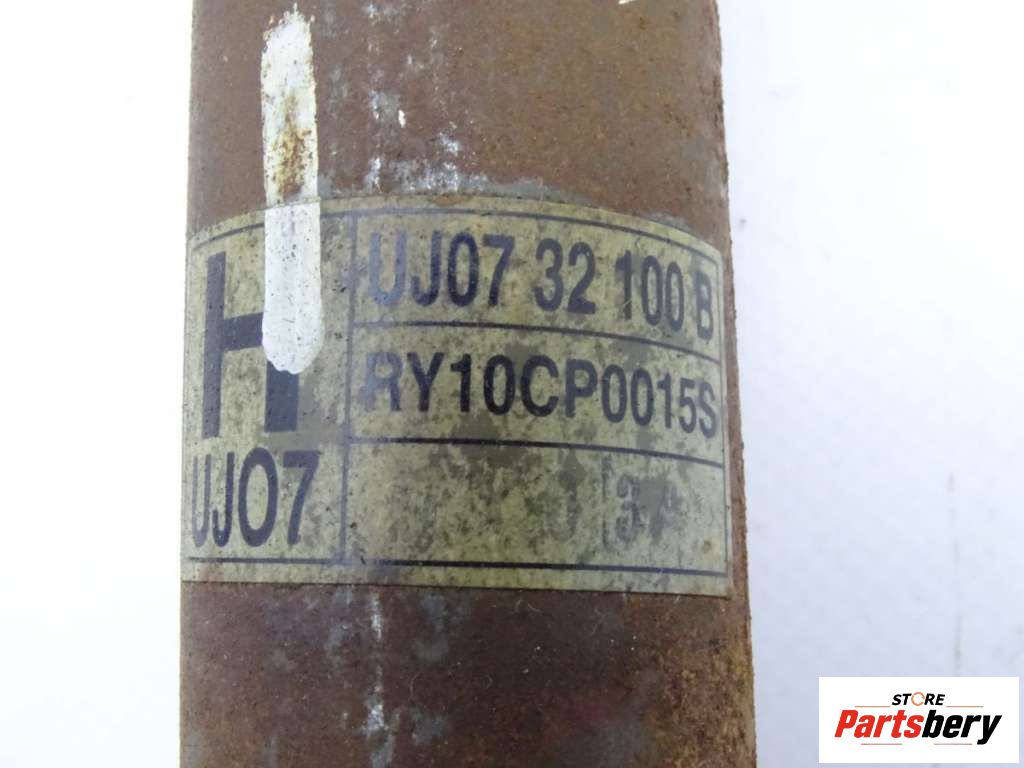 H
UJ07
UJ07 32 100 B
RY10CP0015S
STORE
Partsbery